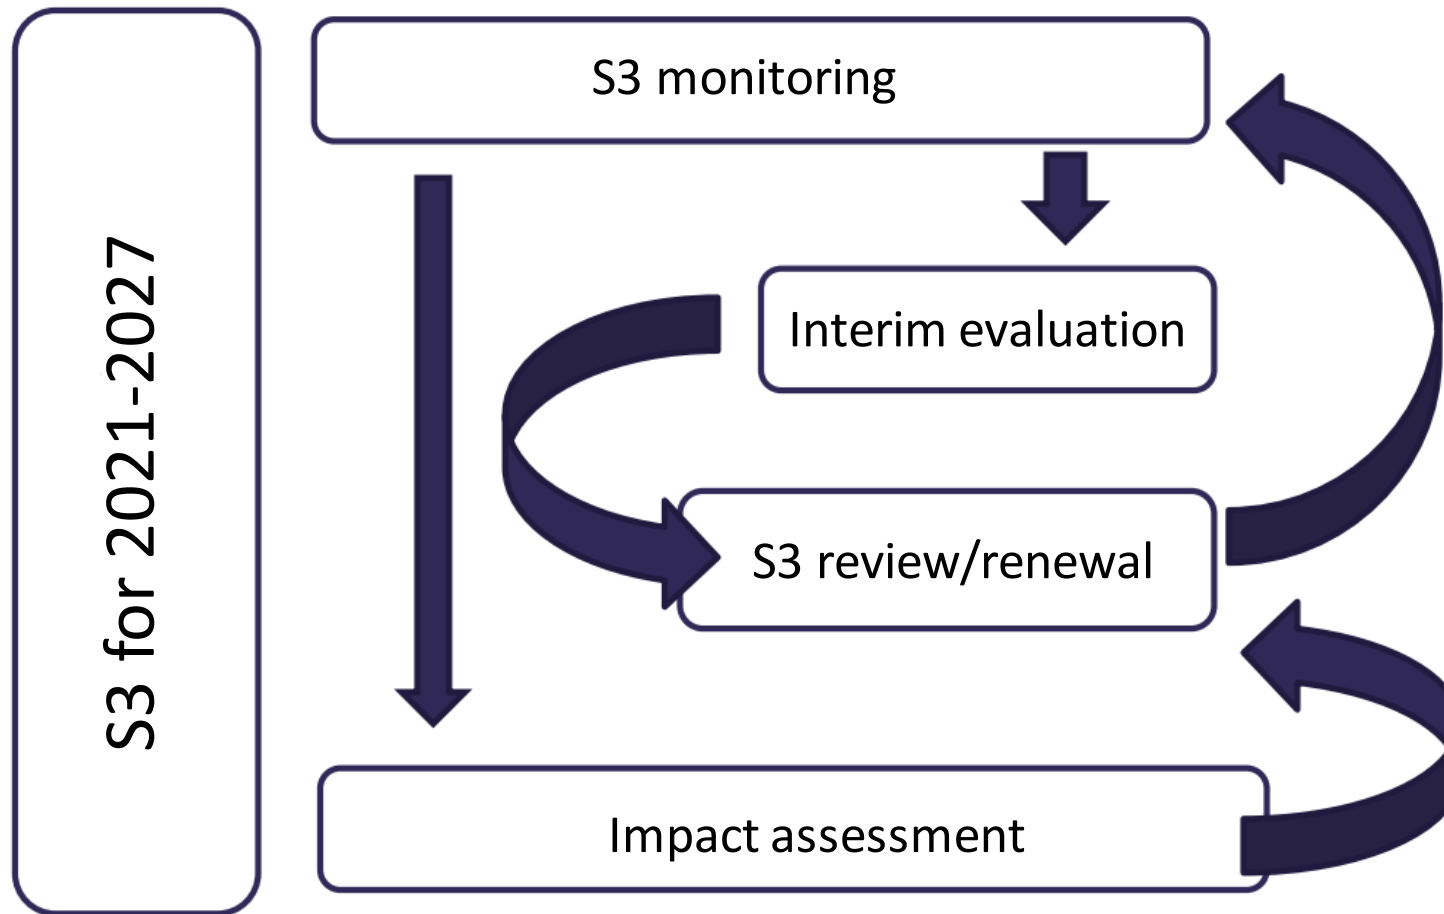 S3 for 2021-2027
S3 monitoring
Interim evaluation
S3 review/renewal
Impact assessment